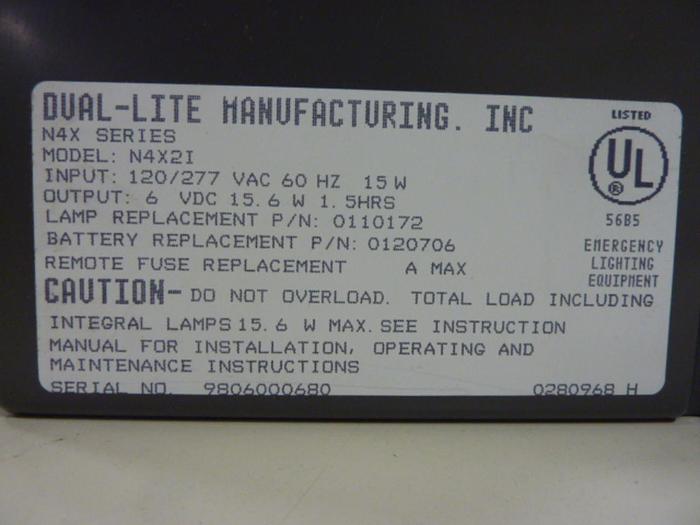 DUAL-LITE MANUFACTURING. INC
N4X SERIES
MODEL: N4X2I
INPUT: 120/277 VAC 60 HZ 15 W
OUTPUT: 6 VDC 15.6 W 1.5HRS
LAMP REPLACEMENT P/N: 0110172
BATTERY REPLACEMENT P/N: 0120706
REMOTE FUSE REPLACEMENT A MAX
CAUTION- DO NOT OVERLOAD. TOTAL LOAD INCLUDING
INTEGRAL LAMPS 15.6 W MAX. SEE INSTRUCTION
MANUAL FOR INSTALLATION, OPERATING AND
MAINTENANCE INSTRUCTIONS
SERIAL NO. 9806000680 0280968 H
LISTED
UL
®
56B5
EMERGENCY
LIGHTING
EQUIPMENT